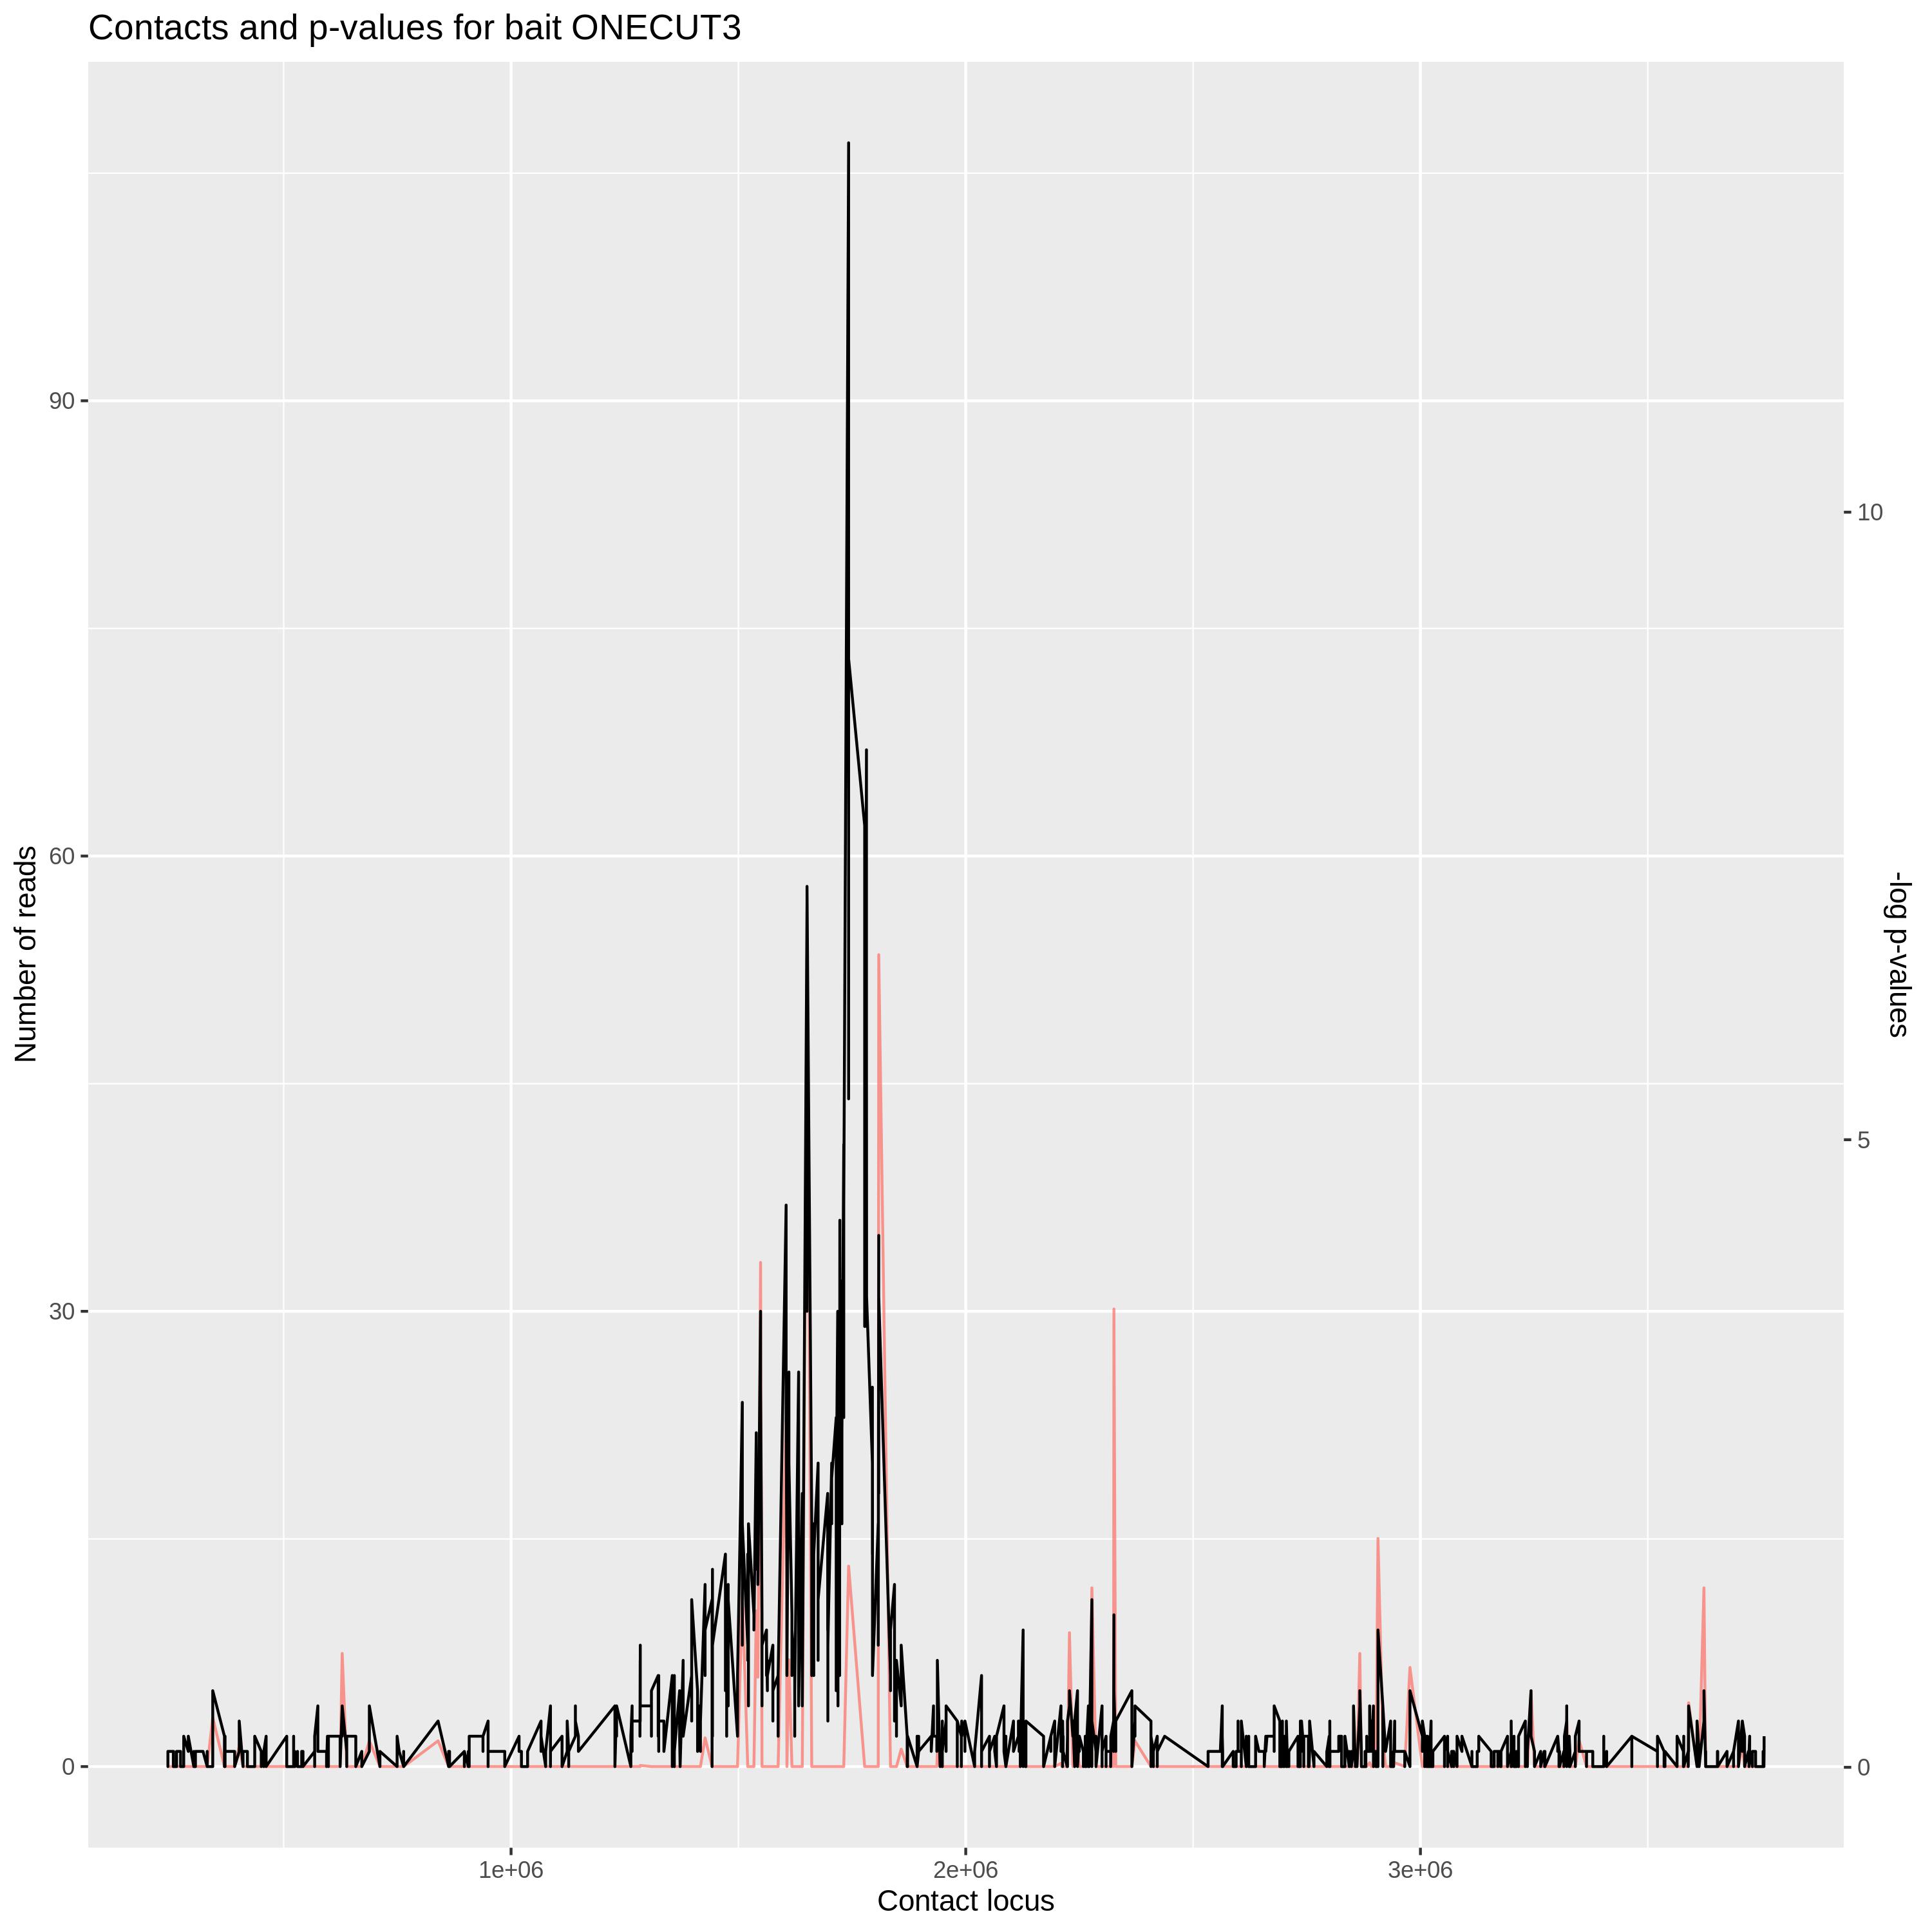 Contacts and p-values for bait ONECUT3
90
60
30
0
10
5
0
Number of reads
-log p-values
1e+06
2e+06
3e+06
Contact locus